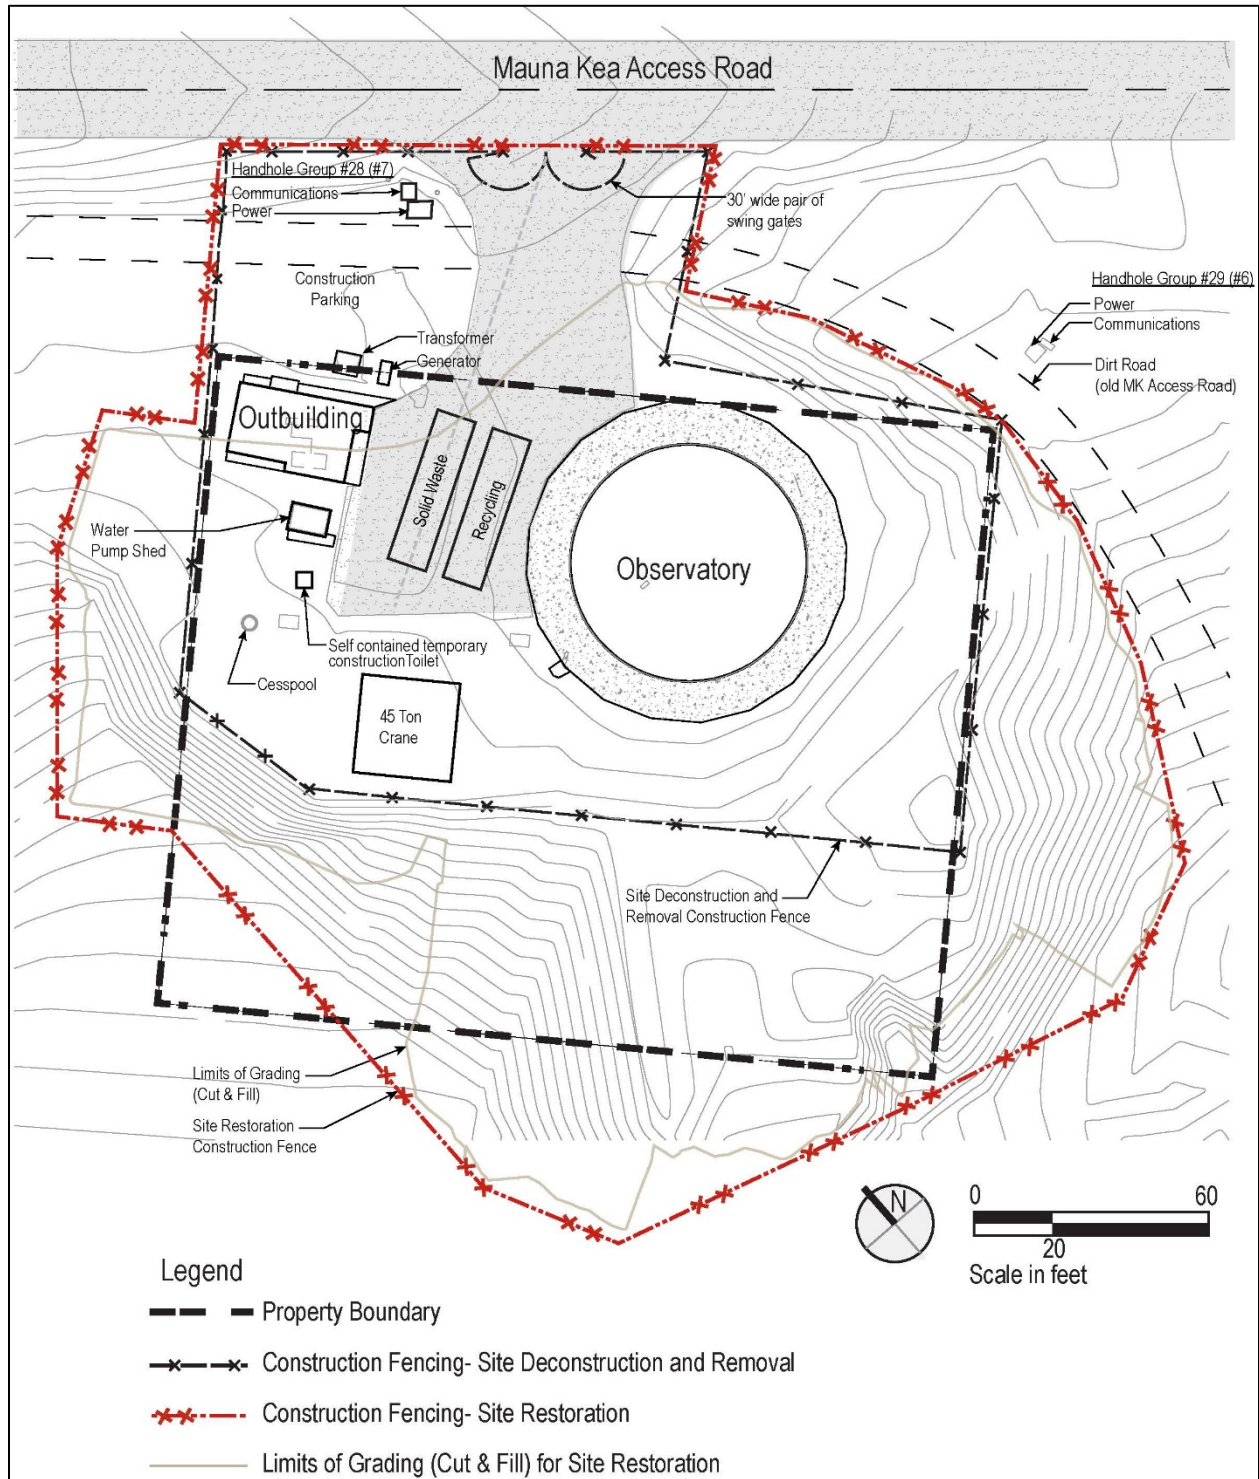 Mauna Kea Access Road
Handhole Group #28 (#7)
Communications
Power
30' wide pair of
swing gates
Construction
Parking
Handhole Group #29 (#6)
Power
Communications
Dirt Road
(old MK Access Road)
Transformer
Generator
Outbuilding
Solid Waste
Recycling
Water
Pump Shed
Observatory
Self contained temporary
constructionToilet
Cesspool
45 Ton
Crane
Site Deconstruction and
Removal Construction Fence
Limits of Grading
(Cut & Fill)
Site Restoration
Construction Fence
N
0 60
20
Scale in feet
Legend
Property Boundary
Construction Fencing- Site Deconstruction and Removal
Construction Fencing- Site Restoration
Limits of Grading (Cut & Fill) for Site Restoration